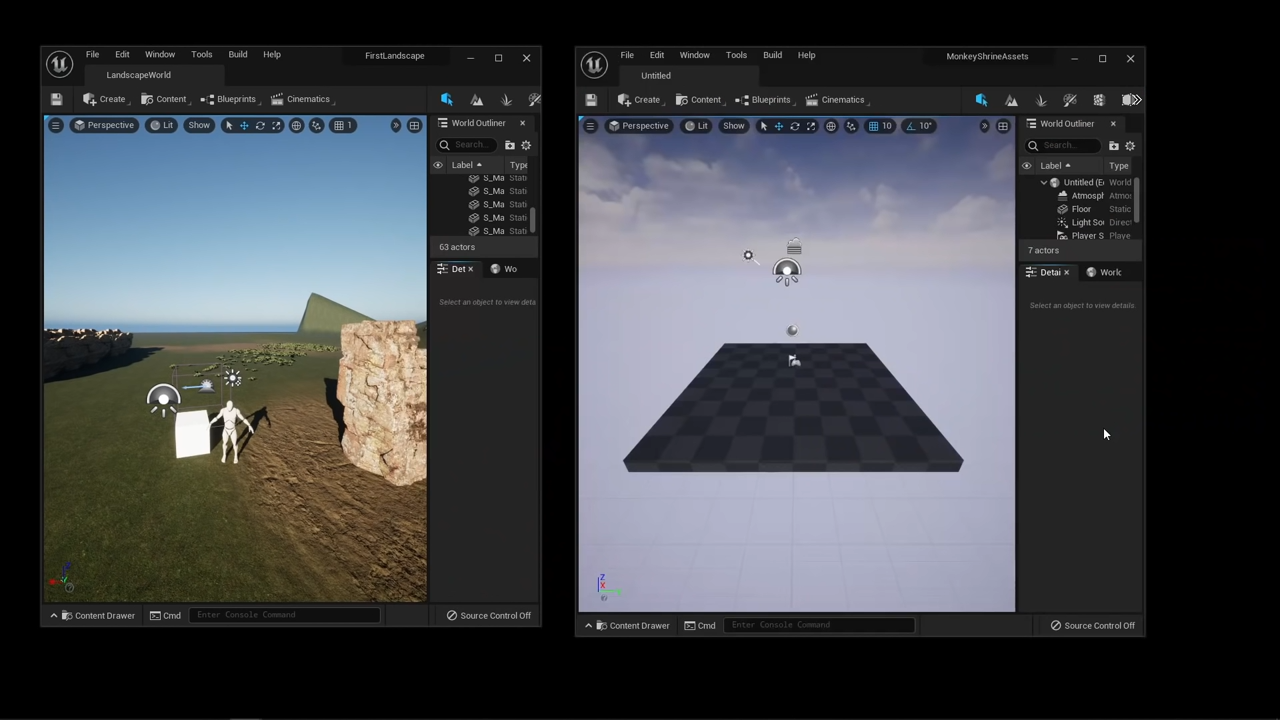 File Edit Window Tools Build Help FirstLandscape
LandscapeWorld
Create Content Blueprints Cinematics
Perspective Lit Show 1
World Outliner
Search...
Label Type
S_Ma Stati
S_Ma Stati
S_Ma Stati
S_Ma Stati
S_Ma Stati
63 actors
Det Wo
Select an object to view deta
Content Drawer Cmd Enter Console Command Source Control Off
File Edit Window Tools Build Help MonkeyShrineAssets
Untitled
Create Content Blueprints Cinematics
Perspective Lit Show 10 10°
World Outliner
Search...
Label Type
Untitled (E World
Atmosph Atmo
Floor Static
Light Sou Direc
Player S Playe
7 actors
Detai World
Select an object to view details.
Z
X
Content Drawer Cmd Enter Console Command Source Control Off